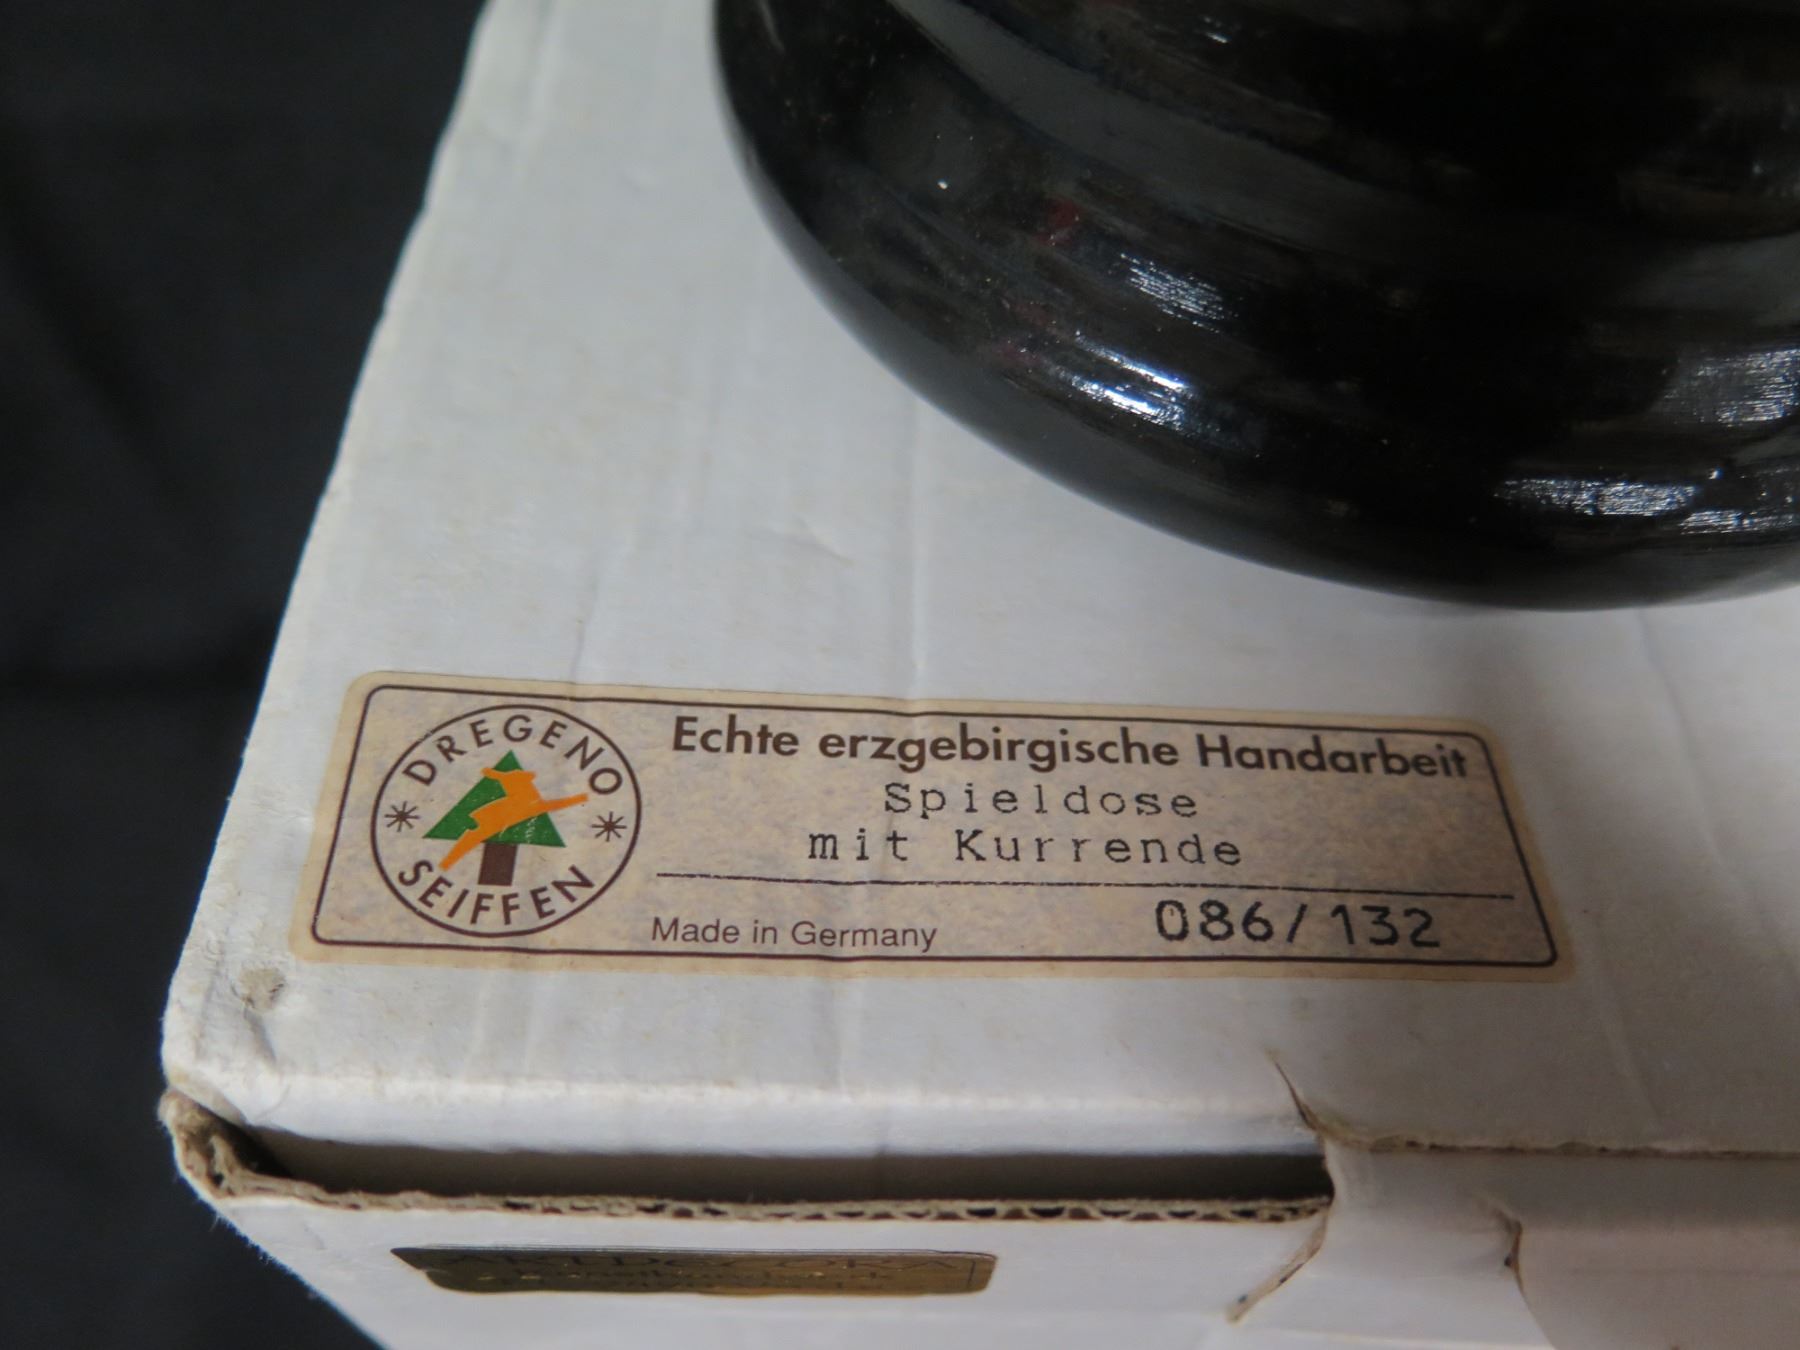 DREGENO
SEIFFEN
Echte erzgebirgische Handarbeit
Spieldose
mit Kurrende
Made in Germany
086/132